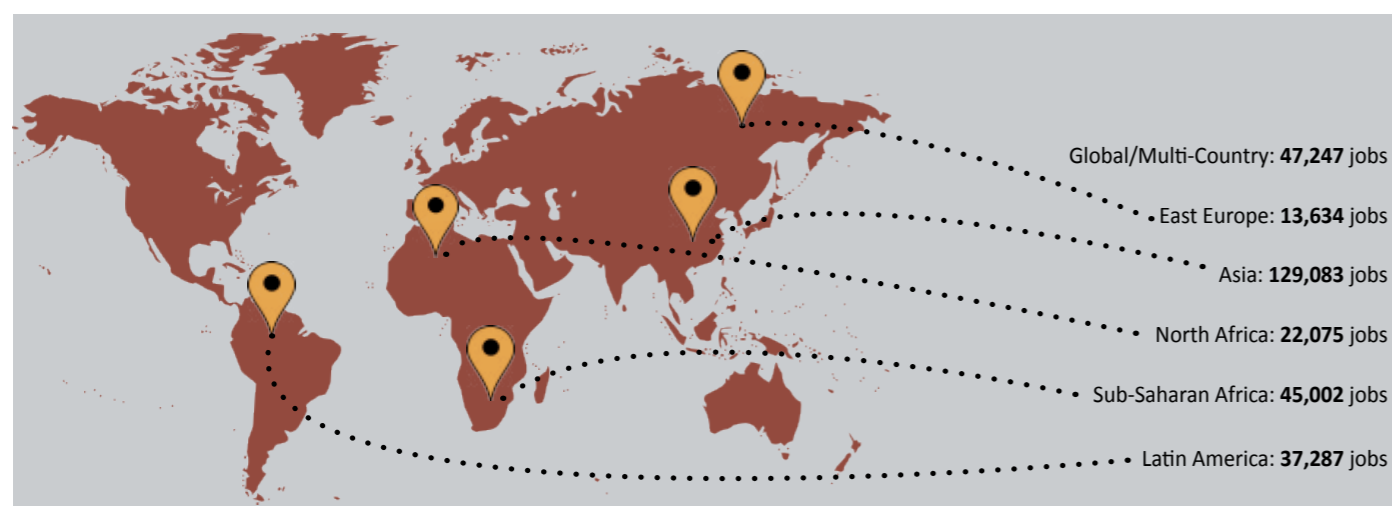 Global/Multi-Country: 47,247 jobs
East Europe: 13,634 jobs
Asia: 129,083 jobs
North Africa: 22,075 jobs
Sub-Saharan Africa: 45,002 jobs
Latin America: 37,287 jobs